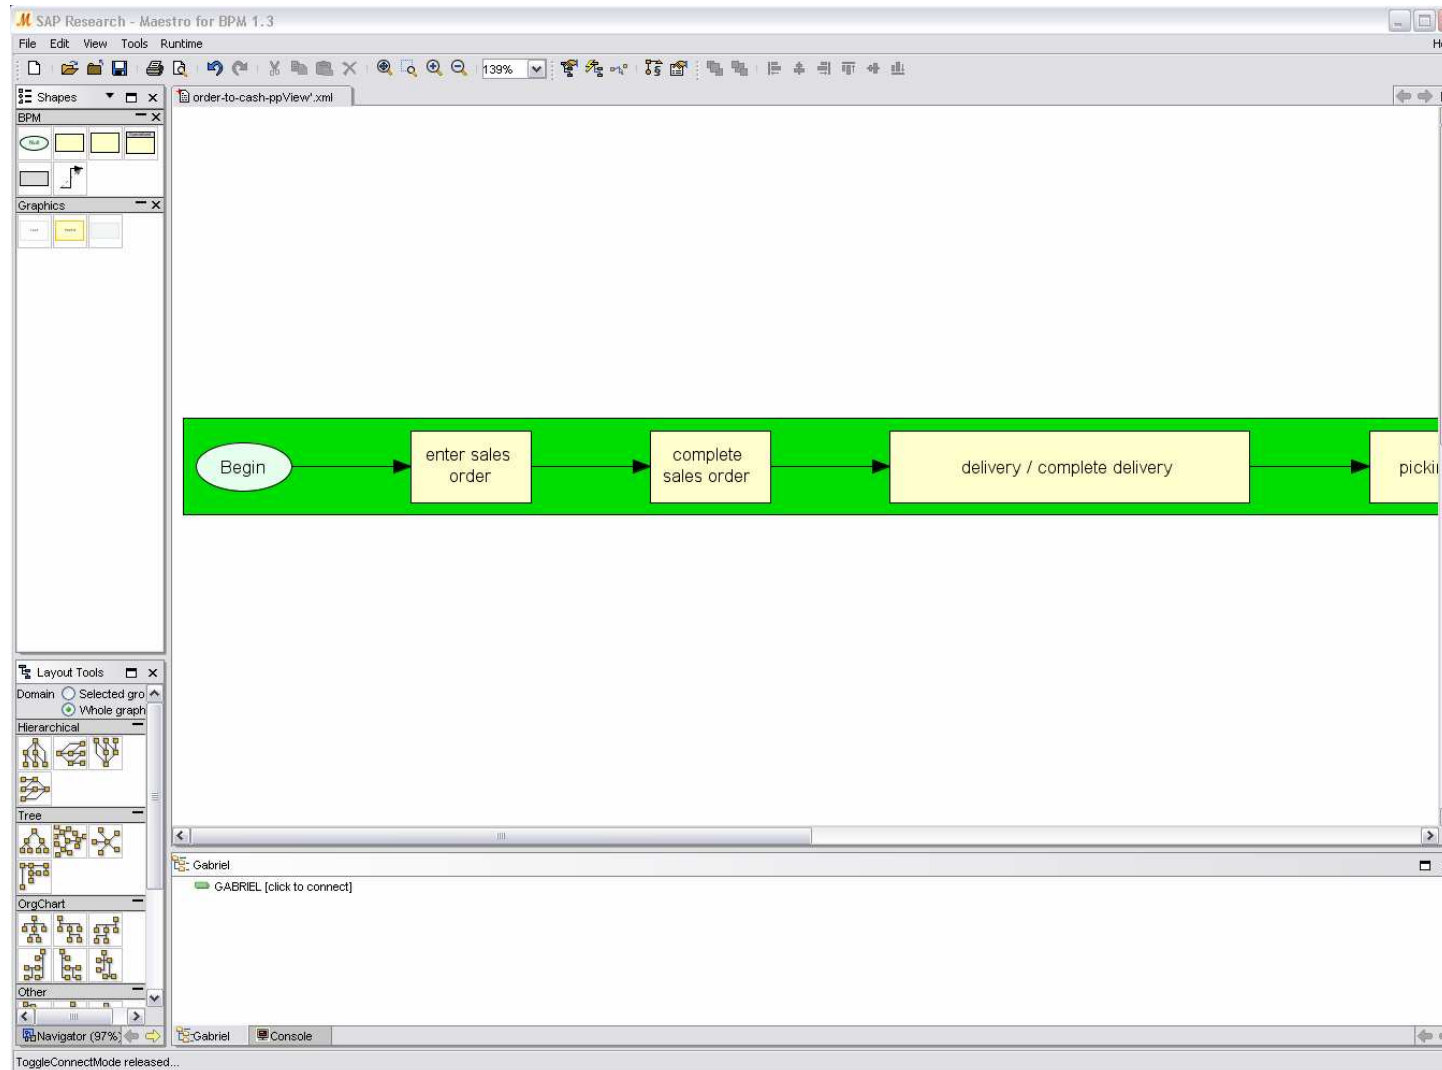 SAP Research - Maestro for BPM 1.3
File Edit View Tools Runtime
139%
Shapes
order-to-cash-ppView'.xml
BPM
Graphics
Begin
enter sales
order
complete
sales order
delivery / complete delivery
Layout Tools
Domain Selected gro
Whole graph
Hierarchical
Tree
OrgChart
Other
Gabriel
GABRIEL [click to connect]
Navigator (97%)
Gabriel Console
ToggleConnectMode released...